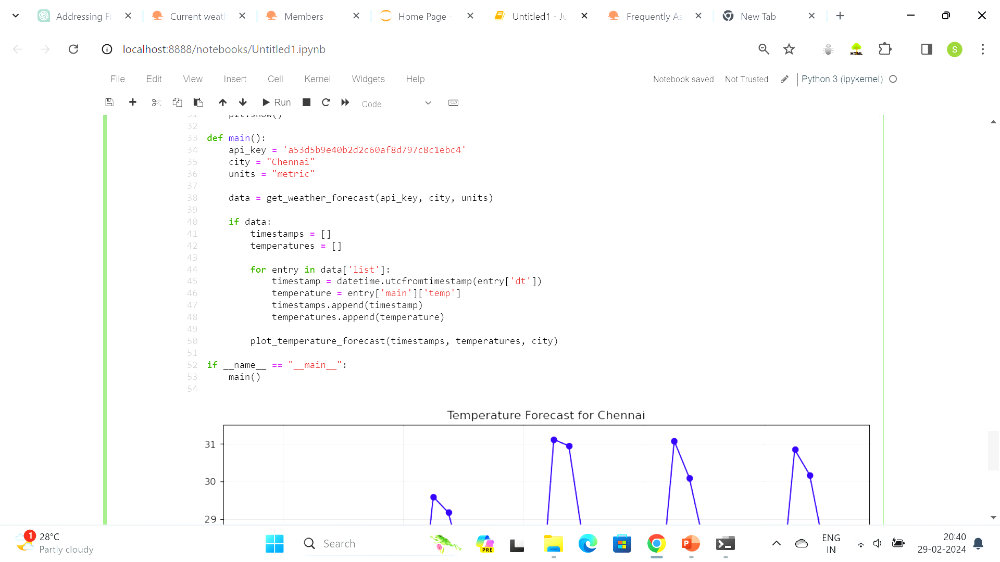 Addressing Fr
Current weath
Members
Home Page -
Untitled1 - Ju
Frequently As
New Tab
localhost:8888/notebooks/Untitled1.ipynb
HTML
S
File Edit View Insert Cell Kernel Widgets Help
Notebook saved Not Trusted Python 3 (ipykernel)
Run Code
31 plt.show()
32
33 def main():
34 api_key = 'a53d5b9e40b2d2c60af8d797c8c1ebc4'
35 city = "Chennai"
36 units = "metric"
37
38 data = get_weather_forecast(api_key, city, units)
39
40 if data:
41 timestamps = []
42 temperatures = []
43
44 for entry in data['list']:
45 timestamp = datetime.utcfromtimestamp(entry['dt'])
46 temperature = entry['main']['temp']
47 timestamps.append(timestamp)
48 temperatures.append(temperature)
49
50 plot_temperature_forecast(timestamps, temperatures, city)
51
52 if __name__ == "__main__":
53 main()
54
Temperature Forecast for Chennai
31
30
29
1
28°C
Partly cloudy
Search
PRE
P
ENG
IN
20:40
29-02-2024